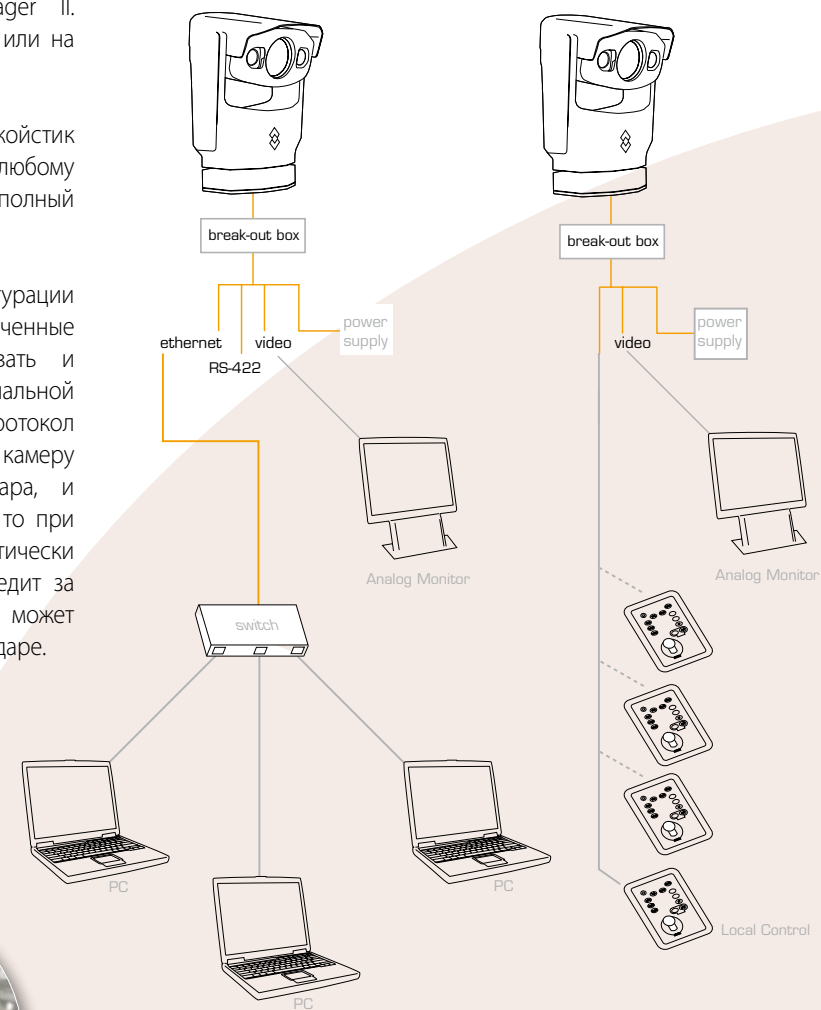 ager II.
или на
койстик
любому
полный
гурации
ченные
вать и
альной
ротокол
камеру
ара, и
то при
тически
едит за
может
даре.
break-out box
ethernet
video
RS-422
power
supply
Analog Monitor
switch
PC
PC
PC
break-out box
video
power
supply
Analog Monitor
Local Control